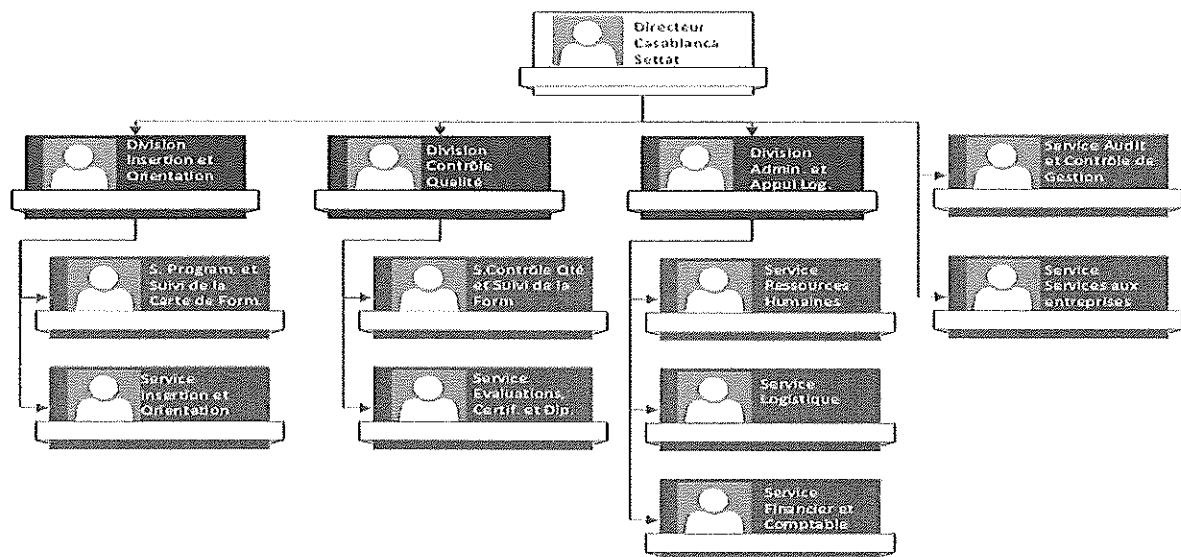 Directeur
Casablanca
Settat
Division
Insertion et
Orientation
Division
Contrôle
Qualité
Division
Admin. et
Appui Log.
Service Audit
et Contrôle de
Gestion
S. Program. et
Suivi de la
Carte de Form.
S.Contrôle Qté
et Suivi de la
Form
Service
Ressources
Humaines
Service
Services aux
entreprises
Service
Insertion et
Orientation
Service
Evaluations,
Certif. et Dip
Service
Logistique
Service
Financier et
Comptable